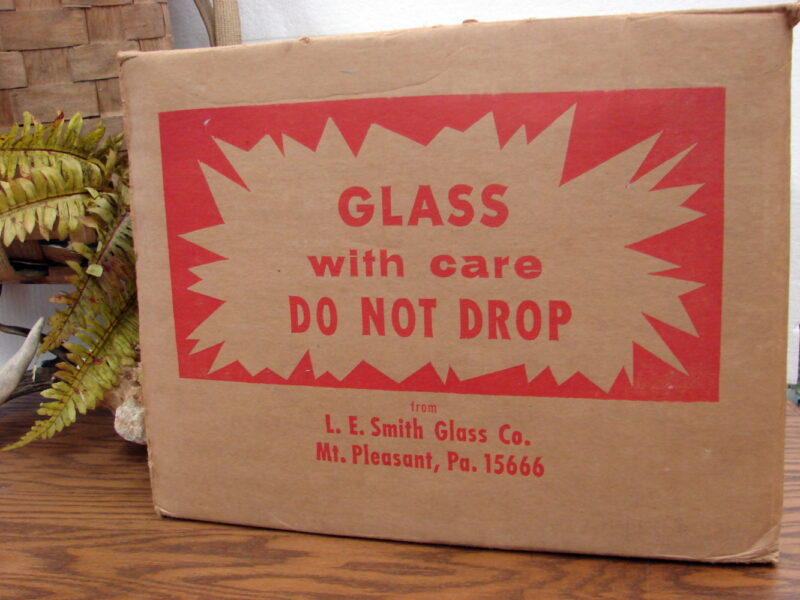 GLASS
with care
DO NOT DROP
from
L. E. Smith Glass Co.
Mt. Pleasant, Pa. 15666